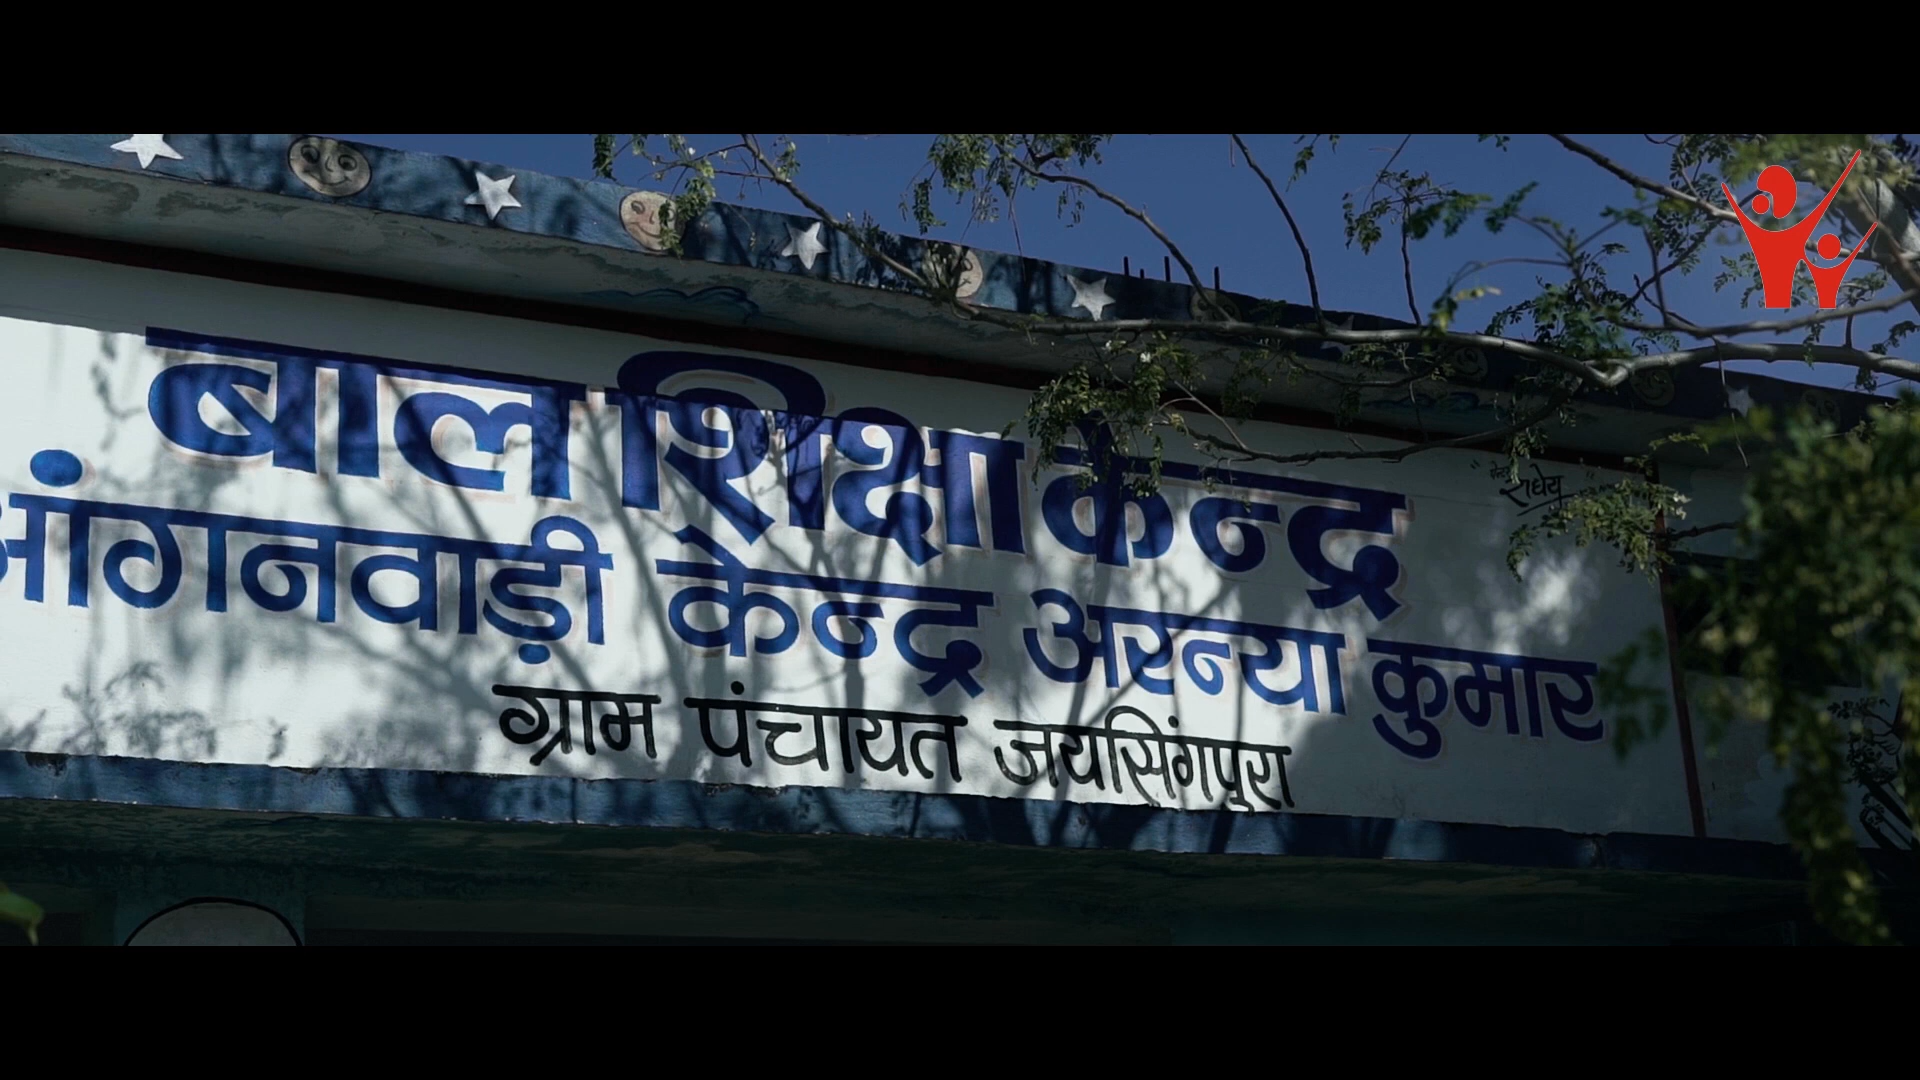 बाल शिक्षा केन्द्र
आंगनवाड़ी केन्द्र अरन्या कुमार
ग्राम पंचायत जयसिंगपुरा
राधेय